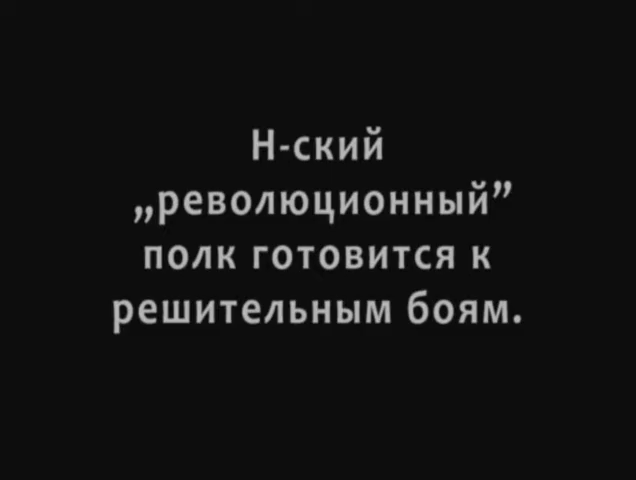 Н-ский
„революционный”
полк готовится к
решительным боям.